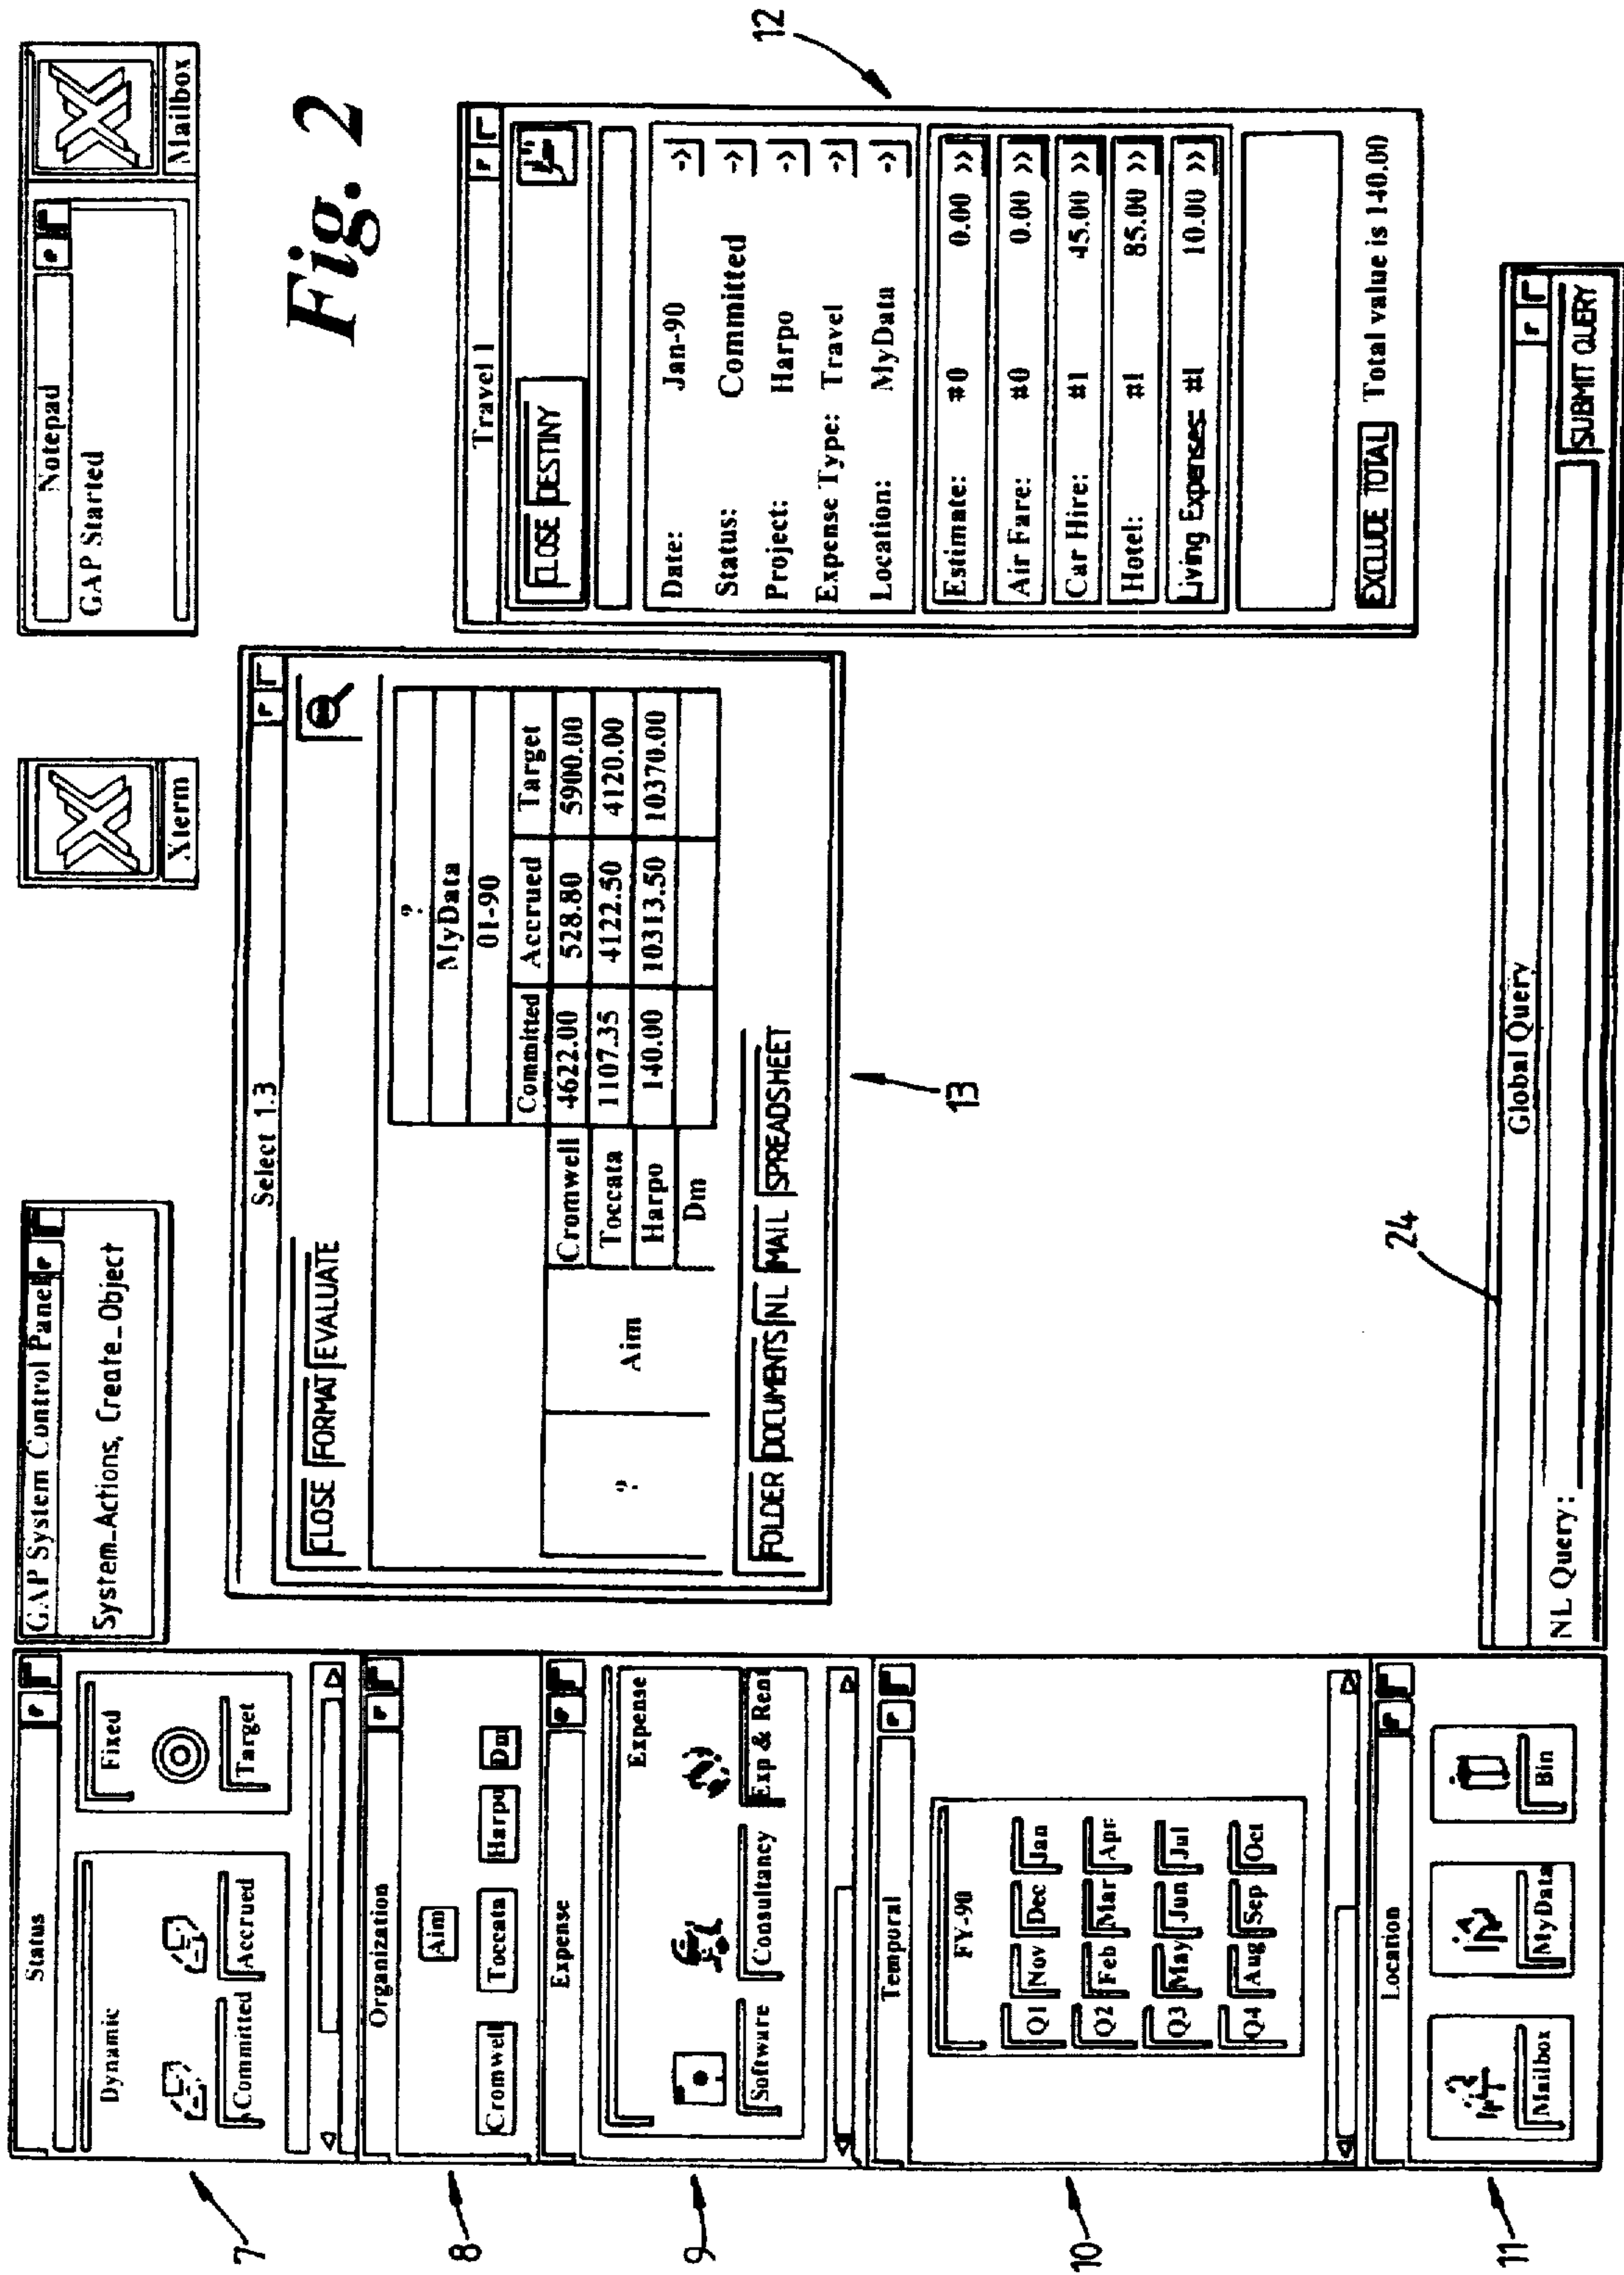 Fig. 2
GAP System Control Panel
System_Actions, Create_Object
Xterm
Notepad
GAP Started
Mailbox
7
Status
Dynamic
Committed
Accrued
Fixed
Target
8
Organization
Aim
Cromwell
Toccata
Harpo
Dm
9
Expense
Expense
Software
Consultancy
Exp & Rent
10
Temporal
FY-90
Q1 Nov Dec Jan
Q2 Feb Mar Apr
Q3 May Jun Jul
Q4 Aug Sep Oct
11
Location
Mailbox
MyData
Bin
Select 1.3
CLOSE FORMAT EVALUATE
?
MyData
01-90
Committed Accrued Target
? Aim
Cromwell 4622.00 528.80 5900.00
Toccata 1107.35 4122.50 4120.00
Harpo 140.00 10313.50 10370.00
Dm
FOLDER DOCUMENTS NL MAIL SPREADSHEET
13
Travel 1
CLOSE DESTINY
Date: Jan-90 ->
Status: Committed ->
Project: Harpo ->
Expense Type: Travel ->
Location: MyData ->
Estimate: #0 0.00 >>
Air Fare: #0 0.00 >>
Car Hire: #1 45.00 >>
Hotel: #1 85.00 >>
Living Expenses: #1 10.00 >>
EXCLUDE TOTAL Total value is 140.00
12
24
Global Query
NL Query:
SUBMIT QUERY